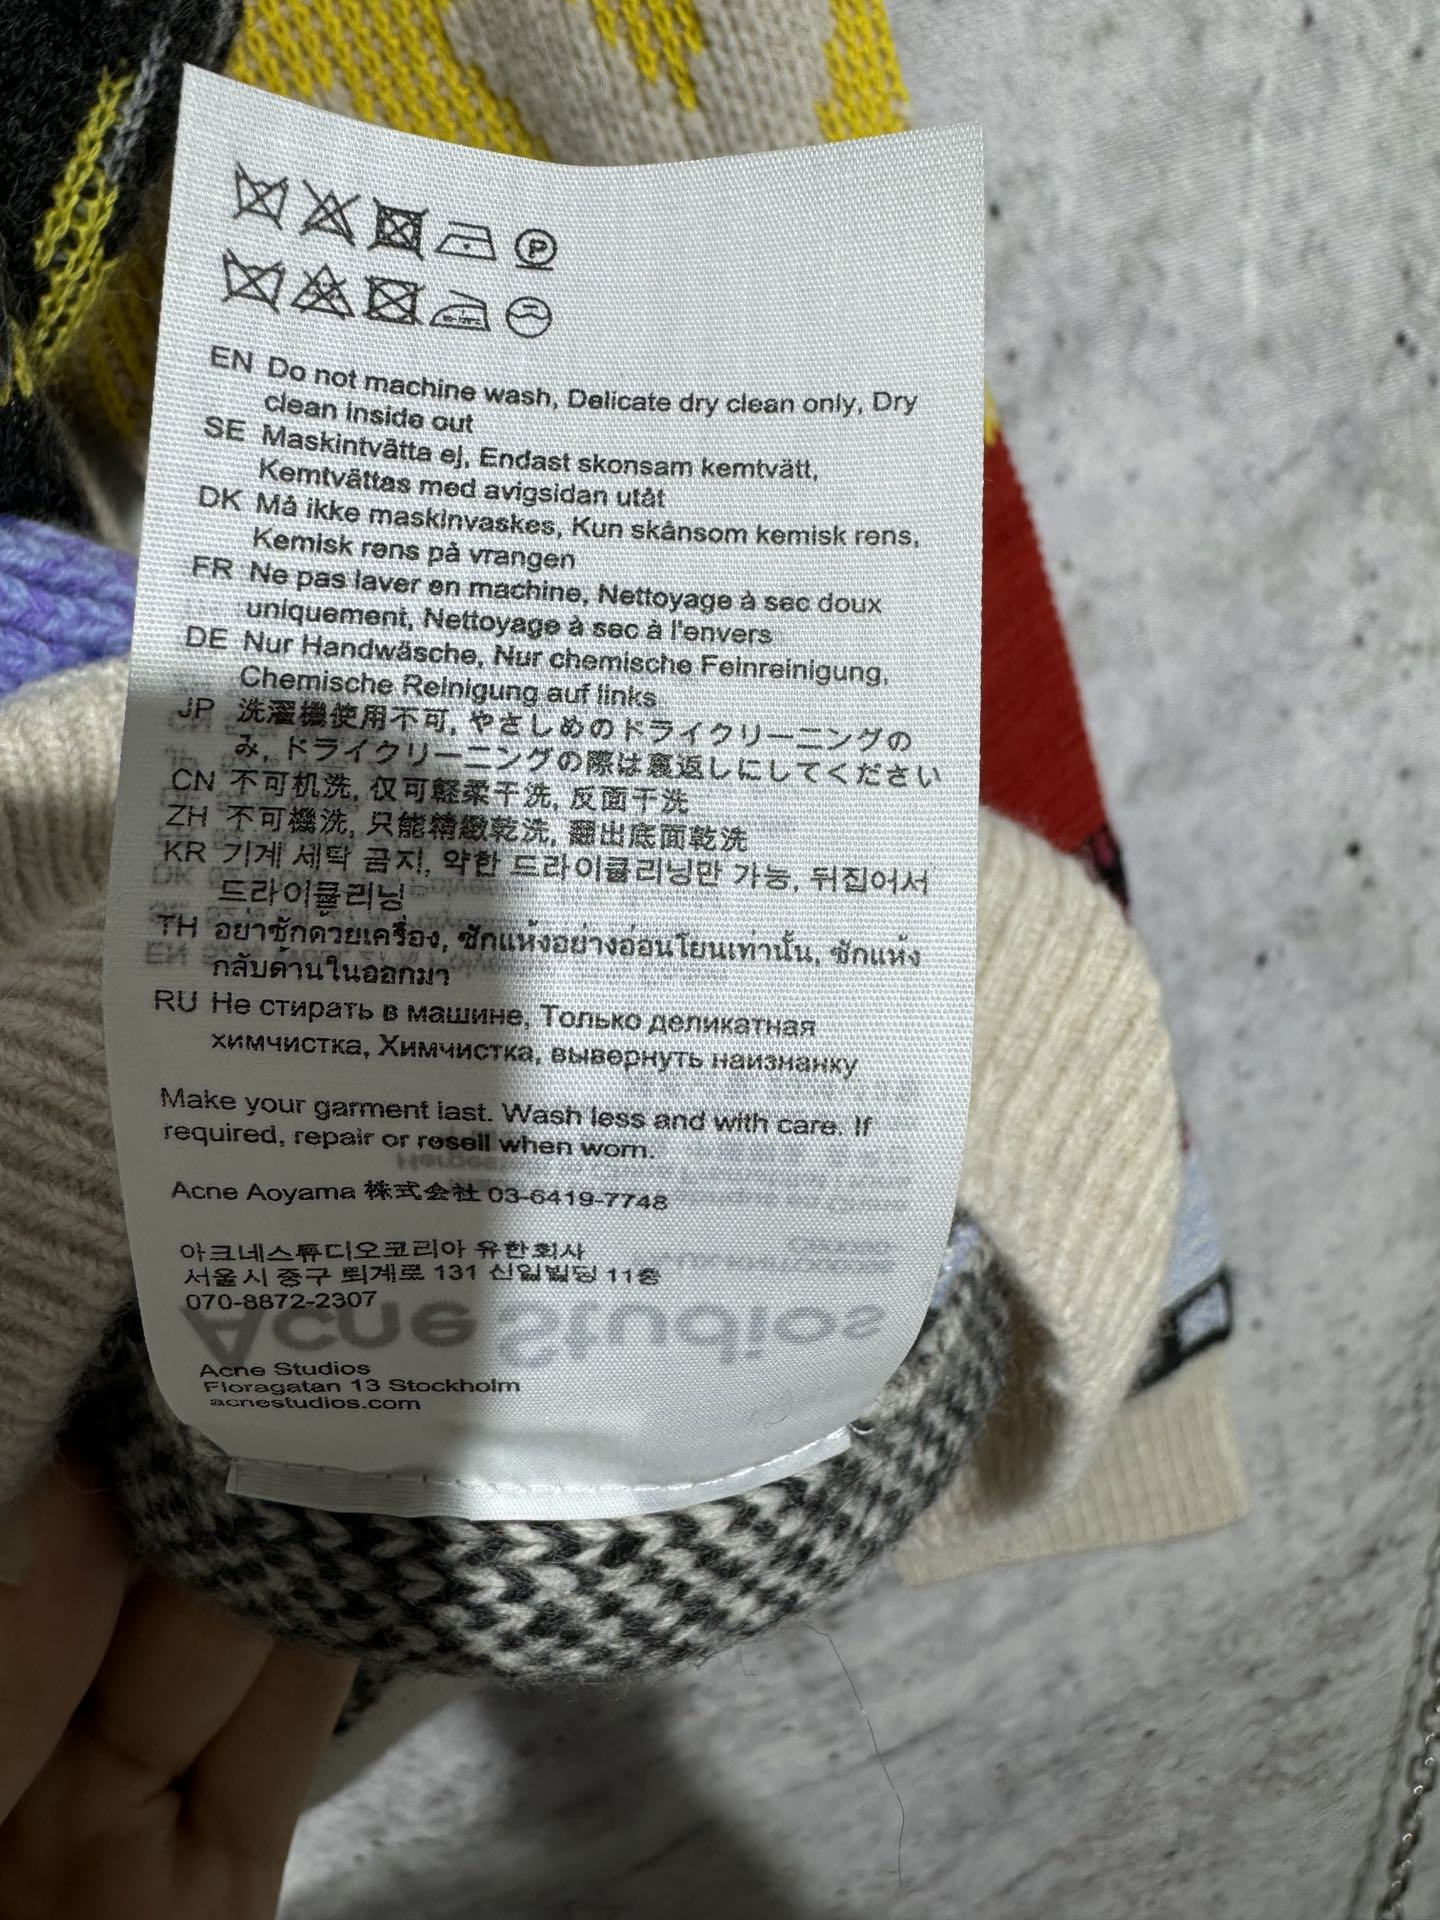 EN Do not machine wash, Delicate dry clean only, Dry
clean inside out
SE Maskintvätta ej, Endast skonsam kemtvätt,
Kemtvättas med avigsidan utåt
DK Må ikke maskinvaskes, Kun skånsom kemisk rens,
Kemisk rens på vrangen
FR Ne pas laver en machine, Nettoyage à sec doux
uniquement, Nettoyage à sec à l'envers
DE Nur Handwäsche, Nur chemische Feinreinigung,
Chemische Reinigung auf links
JP 洗濯機使用不可, やさしめのドライクリーニングの
み, ドライクリーニングの際は裏返しにしてください
CN 不可机洗, 仅可軽柔干洗, 反面干洗
ZH 不可機洗, 只能精緻乾洗, 翻出底面乾洗
KR 기계 세탁 금지, 약한 드라이클리닝만 가능, 뒤집어서
드라이클리닝
TH อย่าซักด้วยเครื่อง, ซักแห้งอย่างอ่อนโยนเท่านั้น, ซักแห้ง
กลับด้านในออกมา
RU Не стирать в машине, Только деликатная
химчистка, Химчистка, вывернуть наизнанку
Make your garment last. Wash less and with care. If
required, repair or resell when worn.
Acne Aoyama 株式会社 03-6419-7748
아크네스튜디오코리아 유한회사
서울시 중구 퇴계로 131 신일빌딩 11층
070-8872-2307
Acne Studios
Acne Studios
Floragatan 13 Stockholm
acnestudios.com